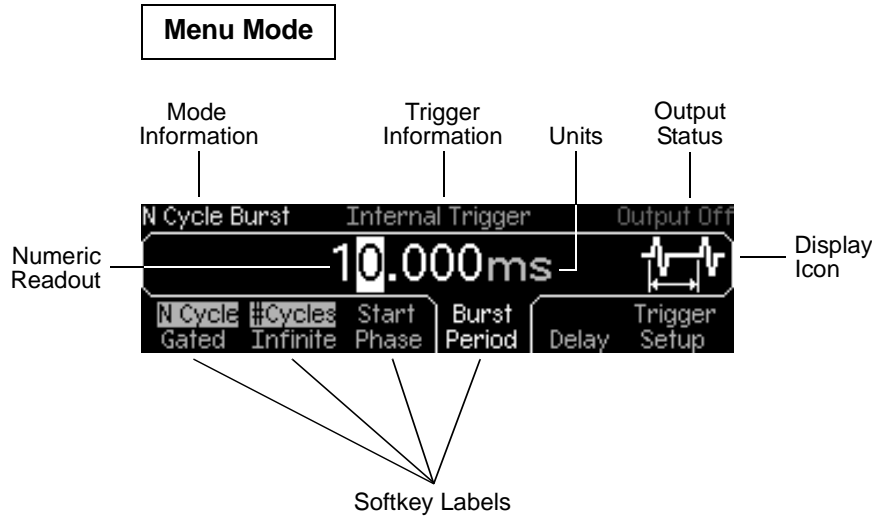 Menu Mode
Mode Information
Trigger Information
Units
Output Status
N Cycle Burst Internal Trigger Output Off
Numeric Readout
10.000ms
Display Icon
N Cycle #Cycles Start Burst Trigger
Gated Infinite Phase Period Delay Setup
Softkey Labels